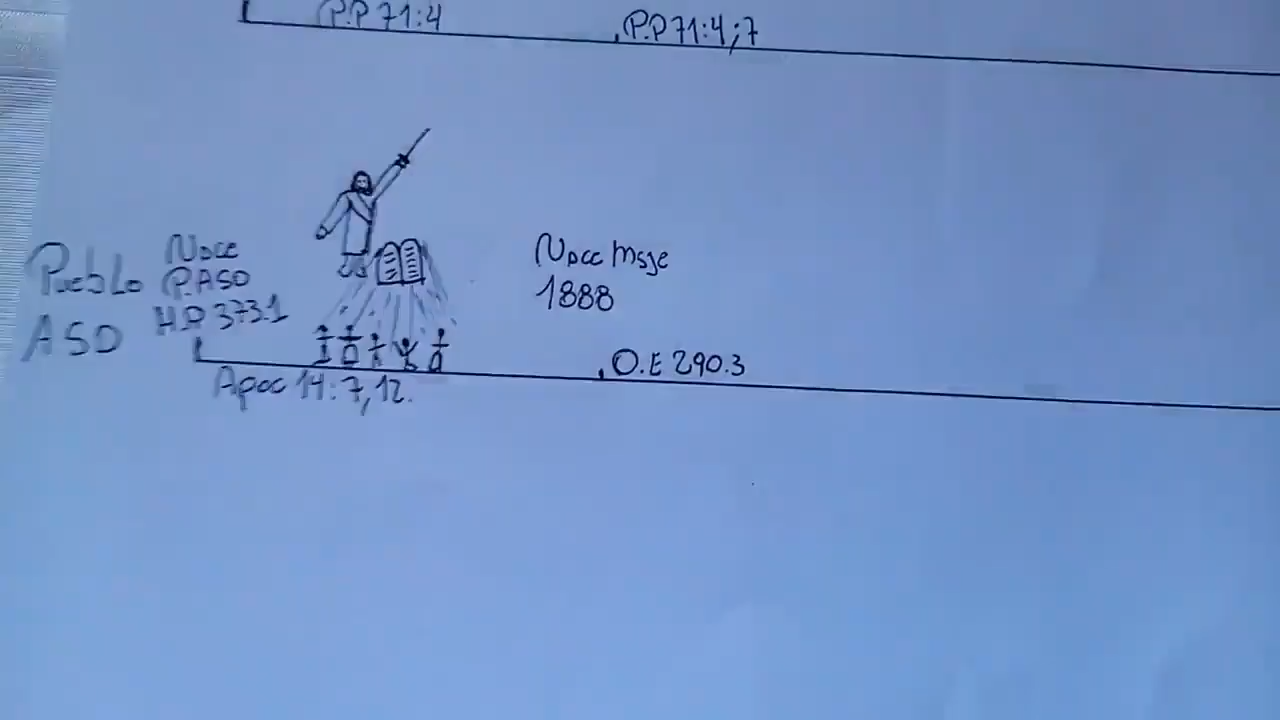 P.P 71:4
P.P 71:4;7
Pueblo
ASD
Nace
P.ASD
H.R 373.1
Apoc 14:7,12.
Nace Msje
1888
O.E 290.3